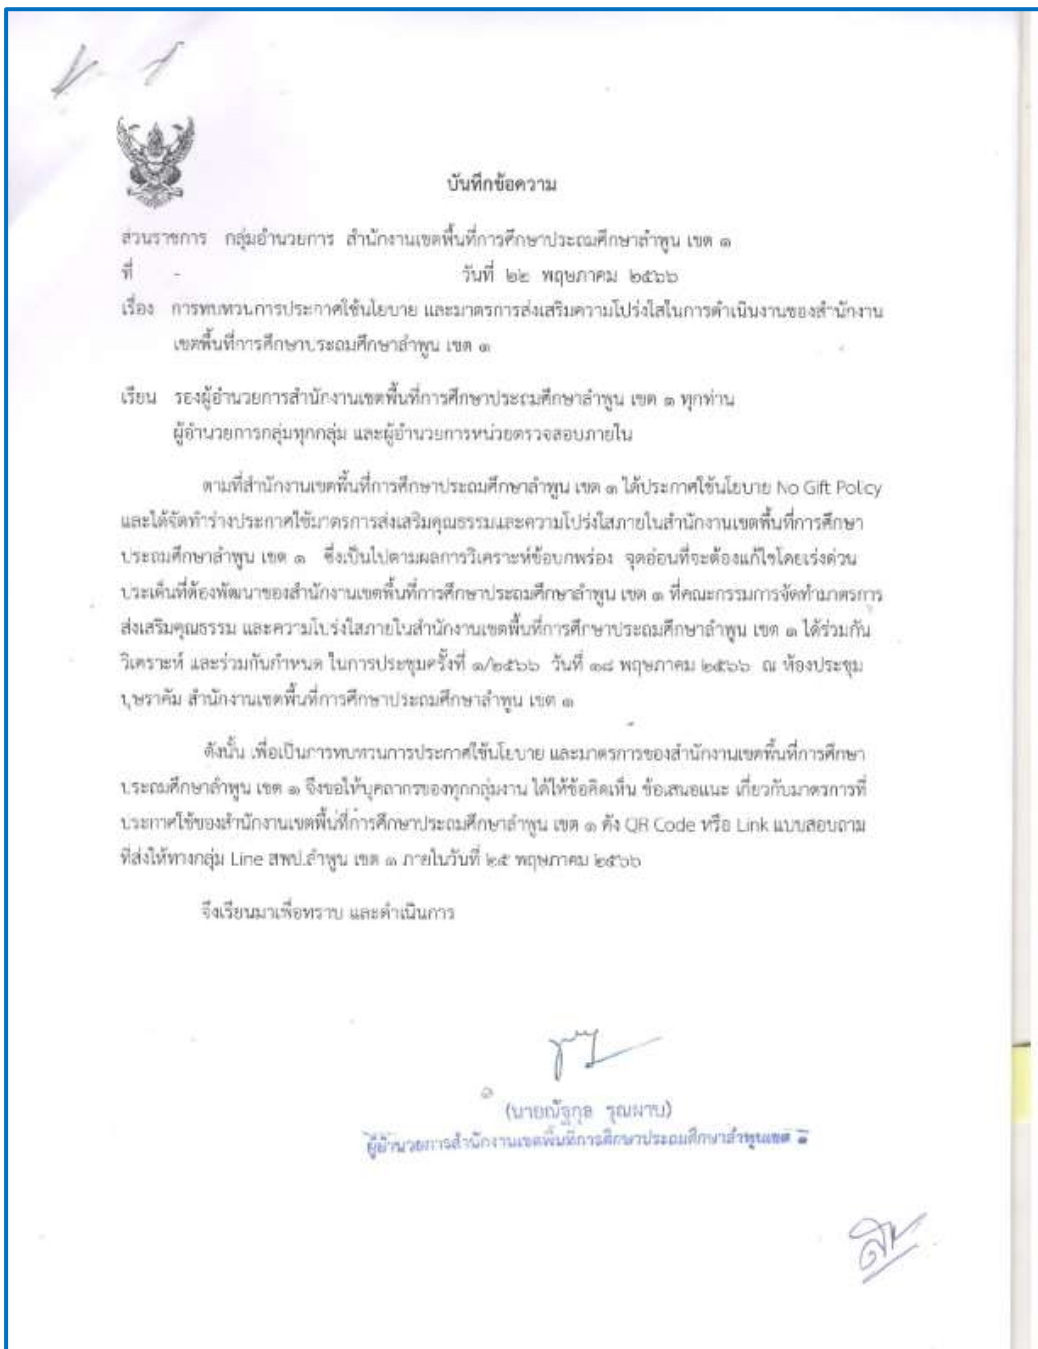 บันทึกข้อความ
ส่วนราชการ กลุ่มอำนวยการ สำนักงานเขตพื้นที่การศึกษาประถมศึกษาลำพูน เขต ๑
ที่ - วันที่ ๒๒ พฤษภาคม ๒๕๖๖
เรื่อง การทบทวนการประกาศใช้นโยบาย และมาตรการส่งเสริมความโปร่งใสในการดำเนินงานของสำนักงาน
เขตพื้นที่การศึกษาประถมศึกษาลำพูน เขต ๑
เรียน รองผู้อำนวยการสำนักงานเขตพื้นที่การศึกษาประถมศึกษาลำพูน เขต ๑ ทุกท่าน
ผู้อำนวยการกลุ่มทุกกลุ่ม และผู้อำนวยการหน่วยตรวจสอบภายใน
ตามที่สำนักงานเขตพื้นที่การศึกษาประถมศึกษาลำพูน เขต ๑ ได้ประกาศใช้นโยบาย No Gift Policy
และได้จัดทำร่างประกาศใช้มาตรการส่งเสริมคุณธรรมและความโปร่งใสภายในสำนักงานเขตพื้นที่การศึกษา
ประถมศึกษาลำพูน เขต ๑ ซึ่งเป็นไปตามผลการวิเคราะห์ข้อบกพร่อง จุดอ่อนที่จะต้องแก้ไขโดยเร่งด่วน
ประเด็นที่ต้องพัฒนาของสำนักงานเขตพื้นที่การศึกษาประถมศึกษาลำพูน เขต ๑ ที่คณะกรรมการจัดทำมาตรการ
ส่งเสริมคุณธรรม และความโปร่งใสภายในสำนักงานเขตพื้นที่การศึกษาประถมศึกษาลำพูน เขต ๑ ได้ร่วมกัน
วิเคราะห์ และร่วมกันกำหนด ในการประชุมครั้งที่ ๑/๒๕๖๖ วันที่ ๑๘ พฤษภาคม ๒๕๖๖ ณ ห้องประชุม
บุษราคัม สำนักงานเขตพื้นที่การศึกษาประถมศึกษาลำพูน เขต ๑
ดังนั้น เพื่อเป็นการทบทวนการประกาศใช้นโยบาย และมาตรการของสำนักงานเขตพื้นที่การศึกษา
ประถมศึกษาลำพูน เขต ๑ จึงขอให้บุคลากรของทุกกลุ่มงาน ได้ให้ข้อคิดเห็น ข้อเสนอแนะ เกี่ยวกับมาตรการที่
ประกาศใช้ของสำนักงานเขตพื้นที่การศึกษาประถมศึกษาลำพูน เขต ๑ ดัง QR Code หรือ Link แบบสอบถาม
ที่ส่งให้ทางกลุ่ม Line สพป.ลำพูน เขต ๑ ภายในวันที่ ๒๕ พฤษภาคม ๒๕๖๖
จึงเรียนมาเพื่อทราบ และดำเนินการ
(นายณัฐกุล รุณผาบ)
ผู้อำนวยการสำนักงานเขตพื้นที่การศึกษาประถมศึกษาลำพูนเขต ๑